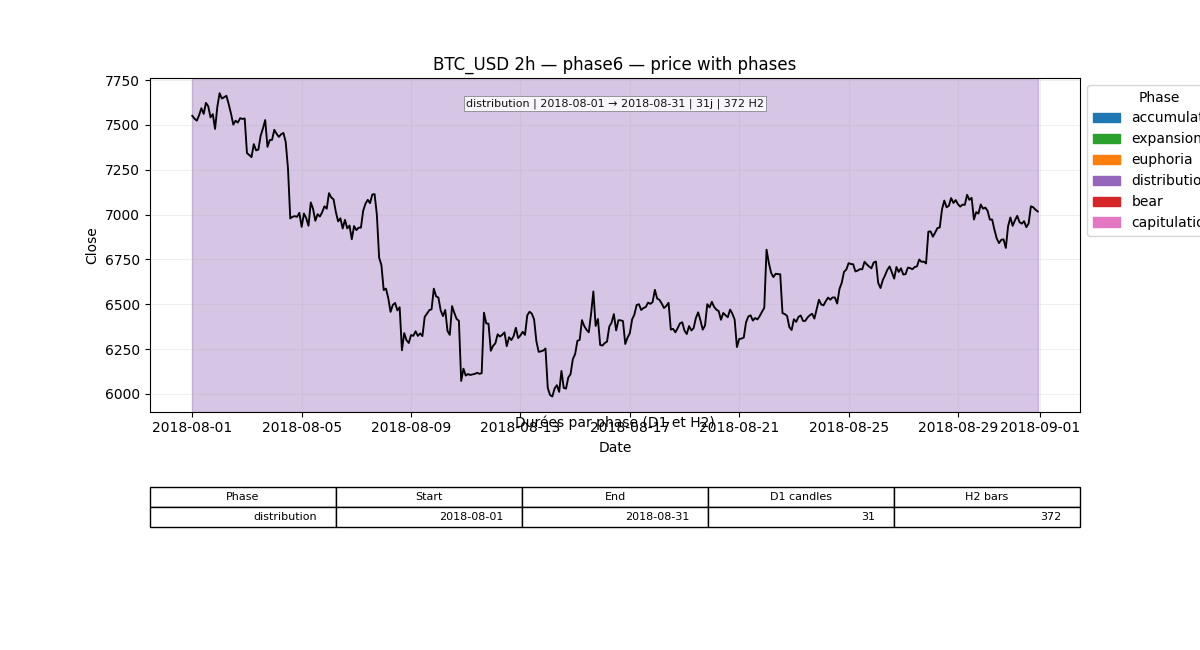 BTC_USD 2h — phase6 — price with phases
distribution | 2018-08-01 → 2018-08-31 | 31j | 372 H2
Close
7750
7500
7250
7000
6750
6500
6250
6000
2018-08-01 2018-08-05 2018-08-09 2018-08-13 2018-08-17 2018-08-21 2018-08-25 2018-08-29 2018-09-01
Durées par phase (D1 et H2)
Date
Phase
accumulat
expansion
euphoria
distributio
bear
capitulatio
Phase Start End D1 candles H2 bars
distribution 2018-08-01 2018-08-31 31 372